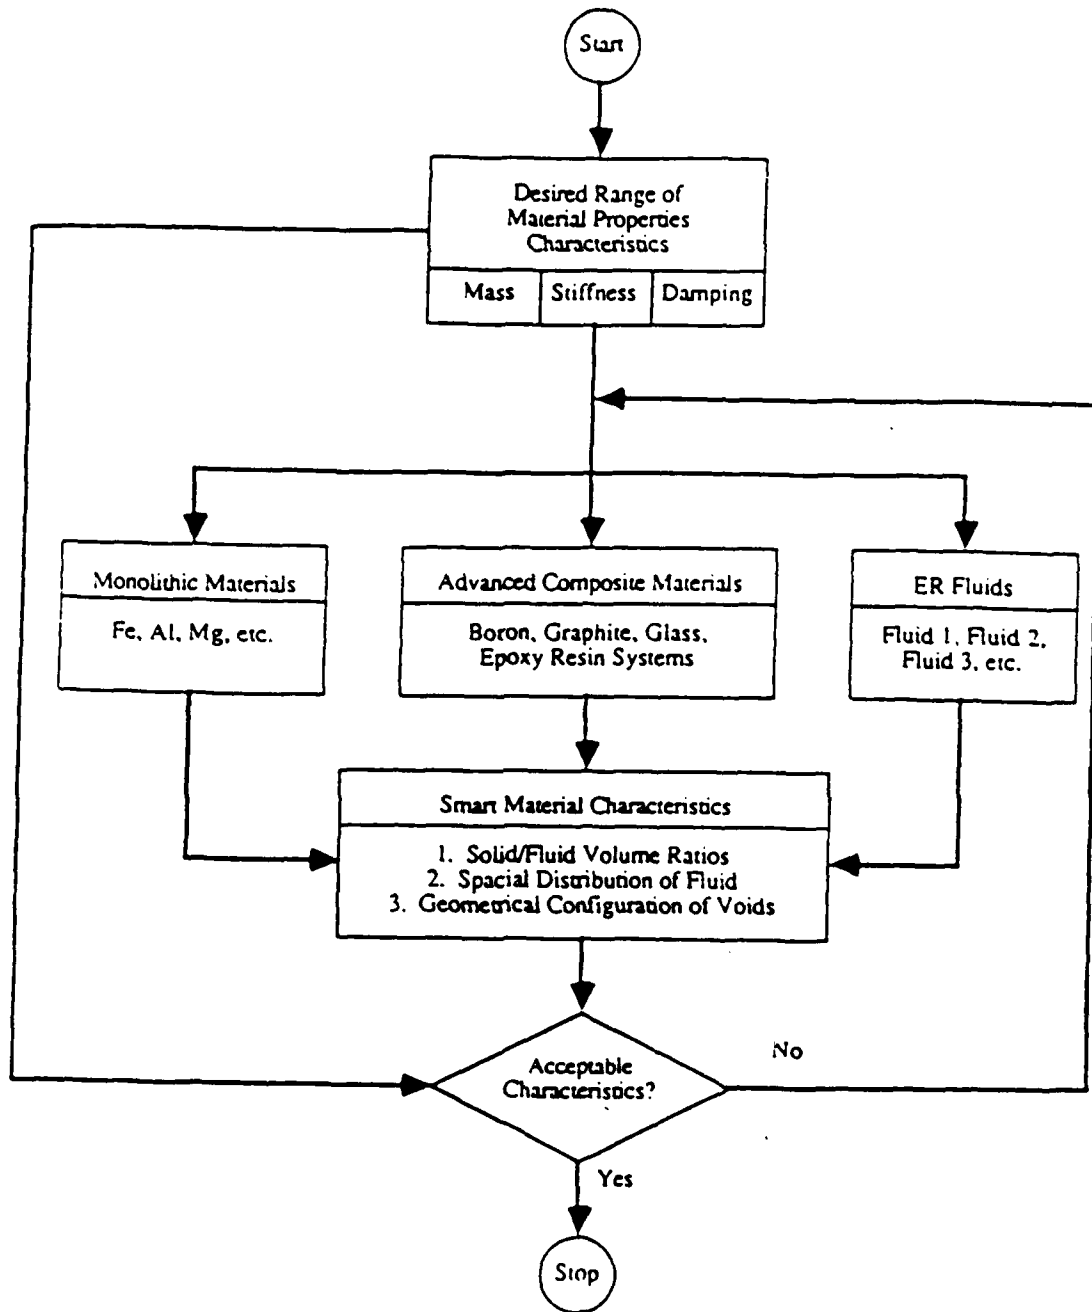 Start
Desired Range of
Material Properties
Characteristics
Mass
Stiffness
Damping
Monolithic Materials
Fe, Al, Mg, etc.
Advanced Composite Materials
Boron, Graphite, Glass,
Epoxy Resin Systems
ER Fluids
Fluid 1, Fluid 2,
Fluid 3, etc.
Smart Material Characteristics
1. Solid/Fluid Volume Ratios
2. Spacial Distribution of Fluid
3. Geometrical Configuration of Voids
Acceptable
Characteristics?
No
Yes
Stop